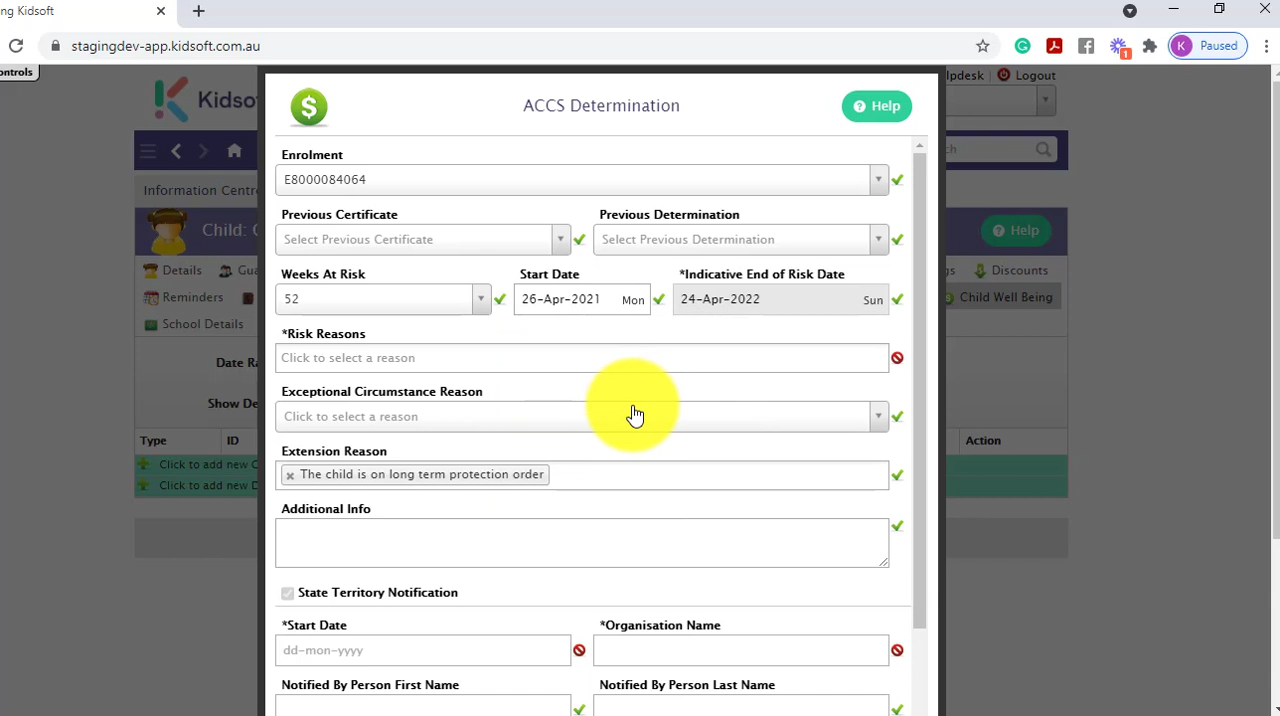 ng Kidsoft
stagingdev-app.kidsoft.com.au
1
K Paused
ontrols
Kids
lpdesk Logout
ch
Information Centr
Child: C
Help
Details Gua
gs Discounts
Reminders
Child Well Being
School Details
Date Ra
Show De
Type ID
Action
Click to add new C
Click to add new D
$
ACCS Determination
Help
Enrolment
E8000084064
Previous Certificate Previous Determination
Select Previous Certificate Select Previous Determination
Weeks At Risk Start Date *Indicative End of Risk Date
52 26-Apr-2021 Mon 24-Apr-2022 Sun
*Risk Reasons
Click to select a reason
Exceptional Circumstance Reason
Click to select a reason
Extension Reason
The child is on long term protection order
Additional Info
State Territory Notification
*Start Date *Organisation Name
dd-mon-yyyy
Notified By Person First Name Notified By Person Last Name